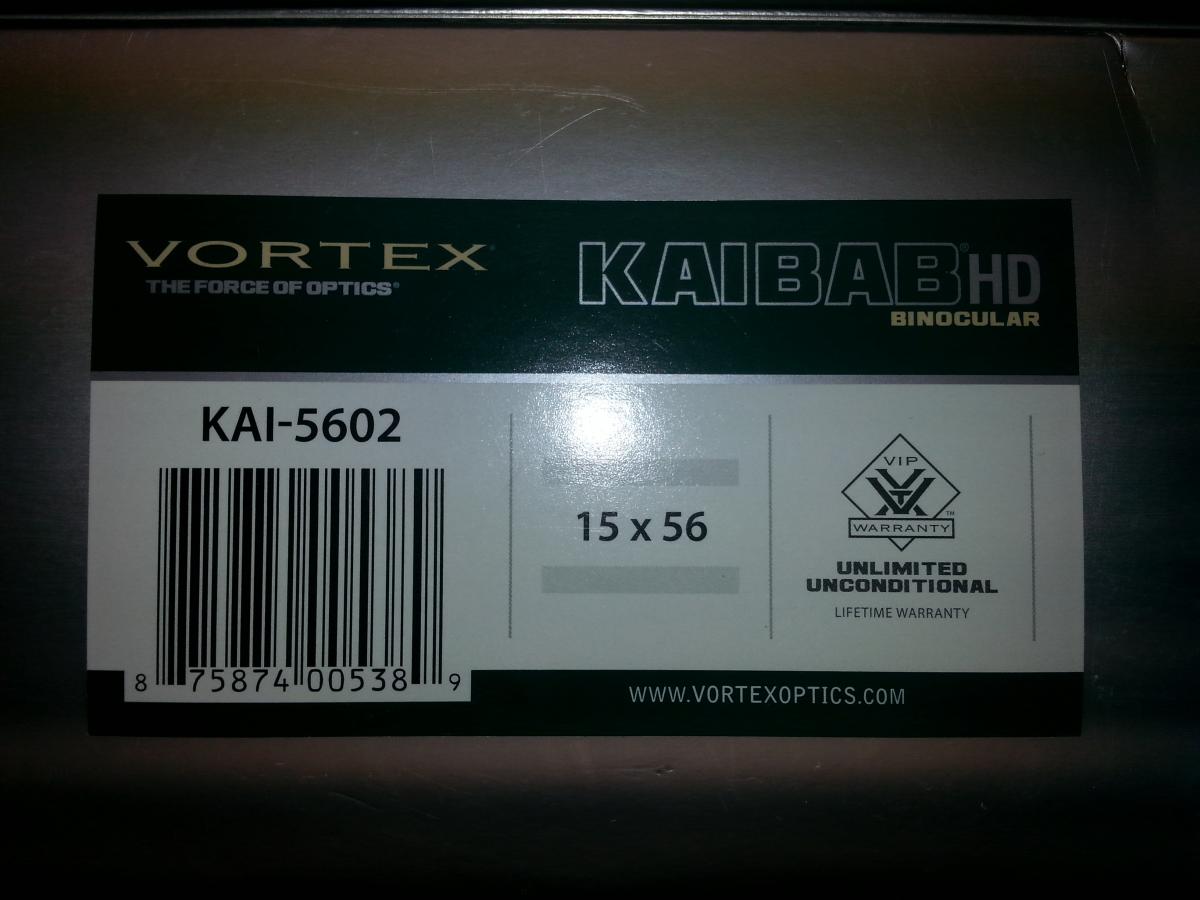 VORTEX
THE FORCE OF OPTICS®
KAIBAB® HD
BINOCULAR
KAI-5602
8 75874 00538 9
15 x 56
VIP
WARRANTY™
UNLIMITED
UNCONDITIONAL
LIFETIME WARRANTY
WWW.VORTEXOPTICS.COM